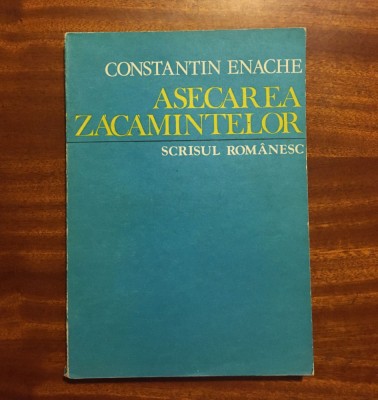 CONSTANTIN ENACHE
ASECAREA
ZACAMINTELOR
SCRISUL ROMÂNESC